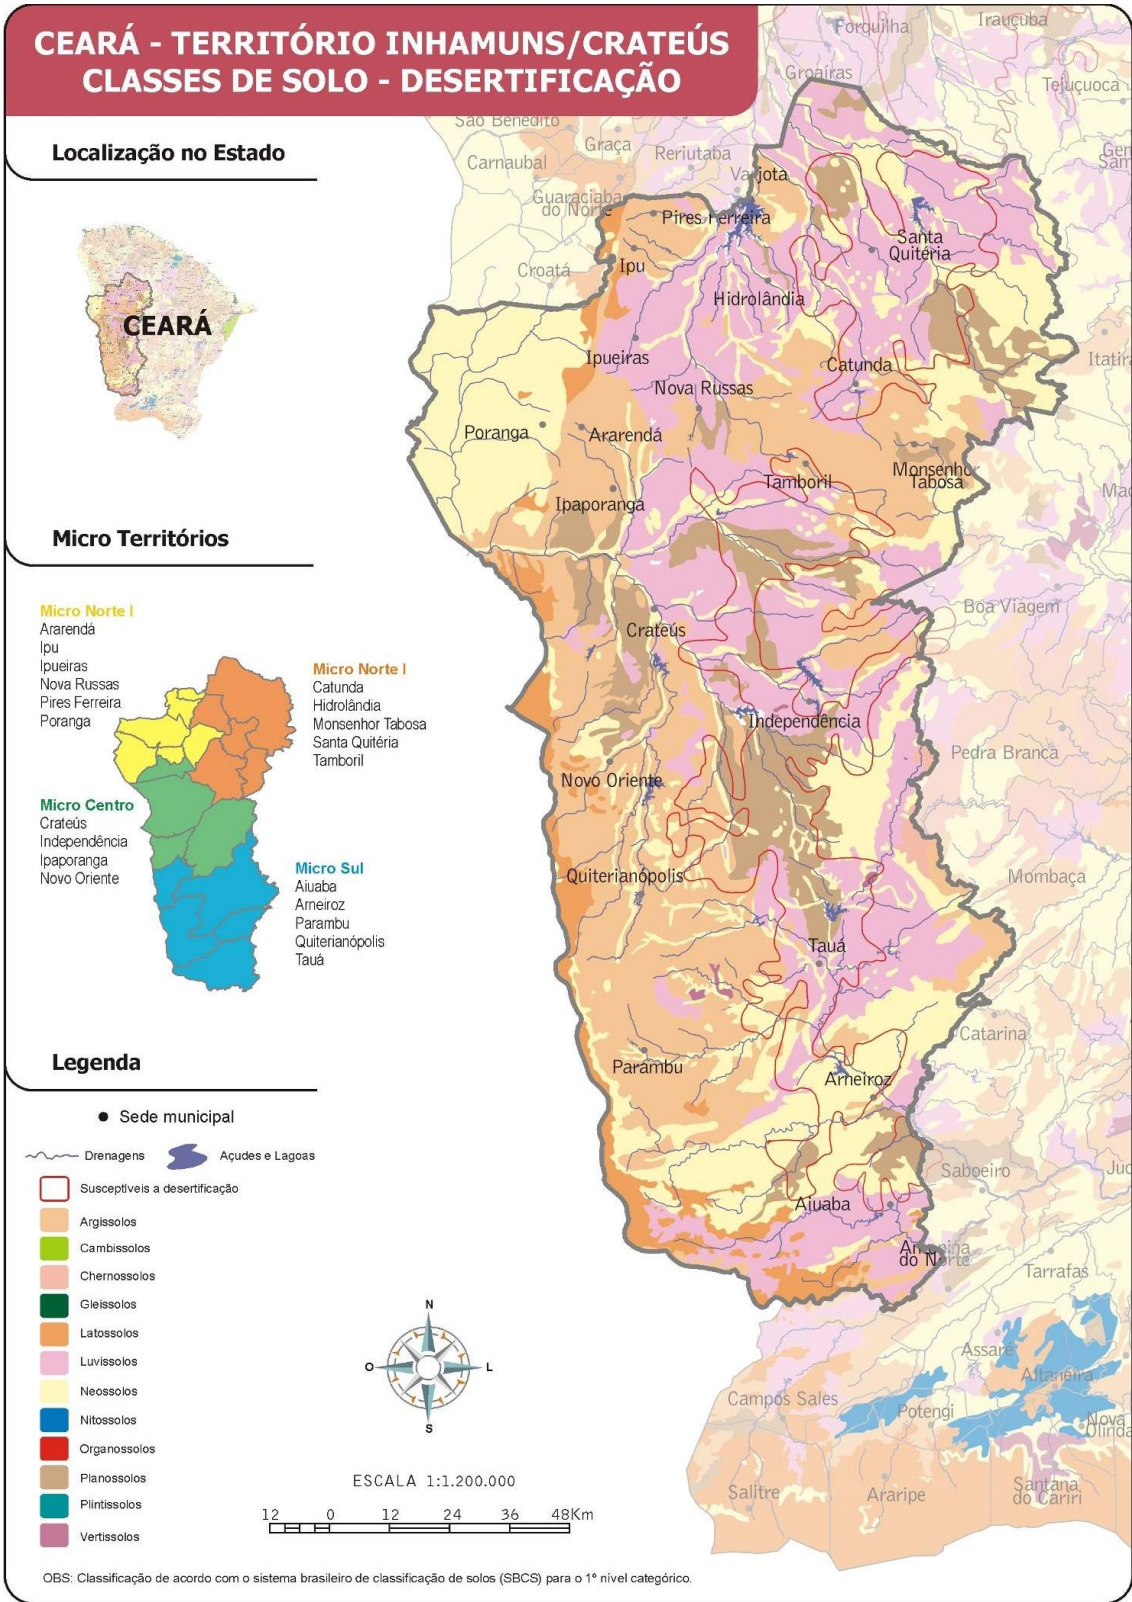 CEARÁ - TERRITÓRIO INHAMUNS/CRATEÚS
CLASSES DE SOLO - DESERTIFICAÇÃO
Localização no Estado
CEARÁ
Micro Territórios
Micro Norte I
Ararendá
Ipu
Ipueiras
Nova Russas
Pires Ferreira
Poranga
Micro Norte I
Catunda
Hidrolândia
Monsenhor Tabosa
Santa Quitéria
Tamboril
Micro Centro
Crateús
Independência
Ipaporanga
Novo Oriente
Micro Sul
Aiuaba
Arneiroz
Parambu
Quiterianópolis
Tauá
Legenda
Sede municipal
Drenagens
Açudes e Lagoas
Susceptíveis a desertificação
Argissolos
Cambissolos
Chernossolos
Gleissolos
Latossolos
Luvissolos
Neossolos
Nitossolos
Organossolos
Planossolos
Plintissolos
Vertissolos
N
O
L
S
ESCALA 1:1.200.000
12 0 12 24 36 48Km
OBS: Classificação de acordo com o sistema brasileiro de classificação de solos (SBCS) para o 1º nível categórico.
Forquilha
Irauçuba
Groaíras
Tejuçuoca
São Benedito
Graça
Carnaubal
Reriutaba
Varjota
Guaraciaba
do Norte
Pires Ferreira
Santa
Quitéria
Croatá
Ipu
Hidrolândia
Ipueiras
Catunda
Nova Russas
Poranga
Ararendá
Monsenhor
Tabosa
Tamboril
Ipaporanga
Boa Viagem
Crateús
Independência
Pedra Branca
Novo Oriente
Quiterianópolis
Mombaça
Tauá
Catarina
Parambu
Arneiroz
Saboeiro
Aiuaba
Antonina
do Norte
Tarrafas
Assaré
Altaneira
Campos Sales
Potengi
Nova
Olinda
Salitre
Araripe
Santana
do Cariri